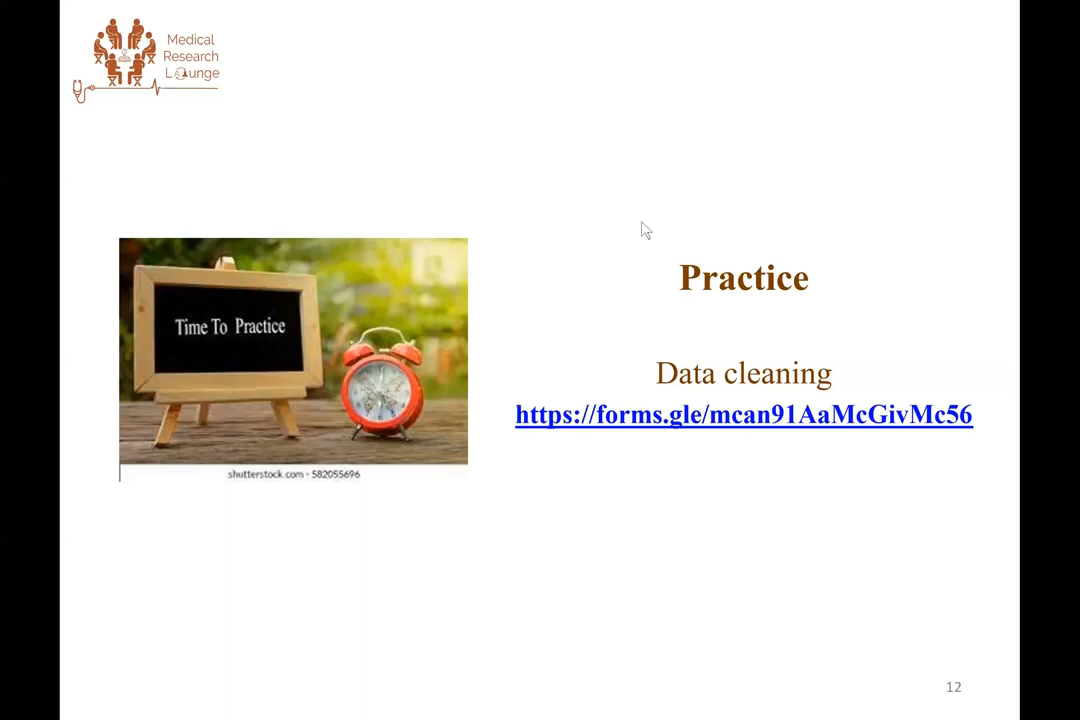 Medical
Research
Lounge
Time To Practice
shutterstock.com - 582055696
Practice
Data cleaning
https://forms.gle/mcan91AaMcGivMc56
12